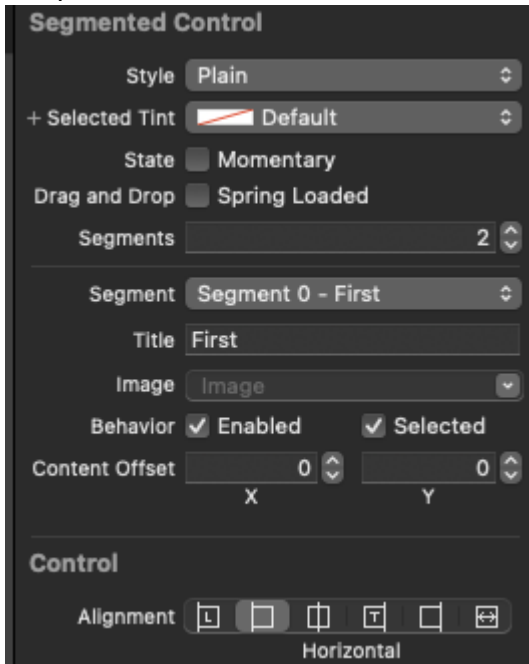 Segmented Control
Style Plain
+ Selected Tint Default
State Momentary
Drag and Drop Spring Loaded
Segments 2
Segment Segment 0 - First
Title First
Image Image
Behavior Enabled Selected
Content Offset 0 0
X Y
Control
Alignment L T
Horizontal